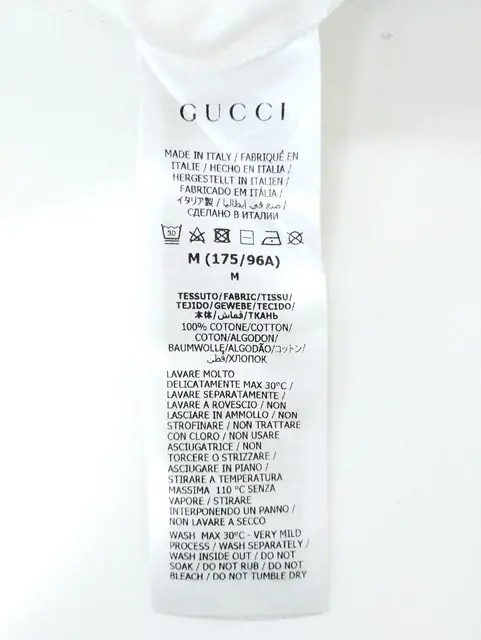 GUCCI
MADE IN ITALY / FABRIQUÉ EN
ITALIE / HECHO EN ITALIA /
HERGESTELLT IN ITALIEN /
FABRICADO EM ITÁLIA /
イタリア製 / صنع في إيطاليا /
СДЕЛАНО В ИТАЛИИ
30
M (175/96A)
M
TESSUTO/FABRIC/TISSU/
TEJIDO/GEWEBE/TECIDO/
本体/قماش/ТКАНЬ
100% COTONE/COTTON/
COTON/ALGODON/
BAUMWOLLE/ALGODÃO/コットン/
قطن/ХЛОПОК
LAVARE MOLTO
DELICATAMENTE MAX 30°C /
LAVARE SEPARATAMENTE /
LAVARE A ROVESCIO / NON
LASCIARE IN AMMOLLO / NON
STROFINARE / NON TRATTARE
CON CLORO / NON USARE
ASCIUGATRICE / NON
TORCERE O STRIZZARE /
ASCIUGARE IN PIANO /
STIRARE A TEMPERATURA
MASSIMA 110 °C SENZA
VAPORE / STIRARE
INTERPONENDO UN PANNO /
NON LAVARE A SECCO
WASH MAX 30°C - VERY MILD
PROCESS / WASH SEPARATELY /
WASH INSIDE OUT / DO NOT
SOAK / DO NOT RUB / DO NOT
BLEACH / DO NOT TUMBLE DRY